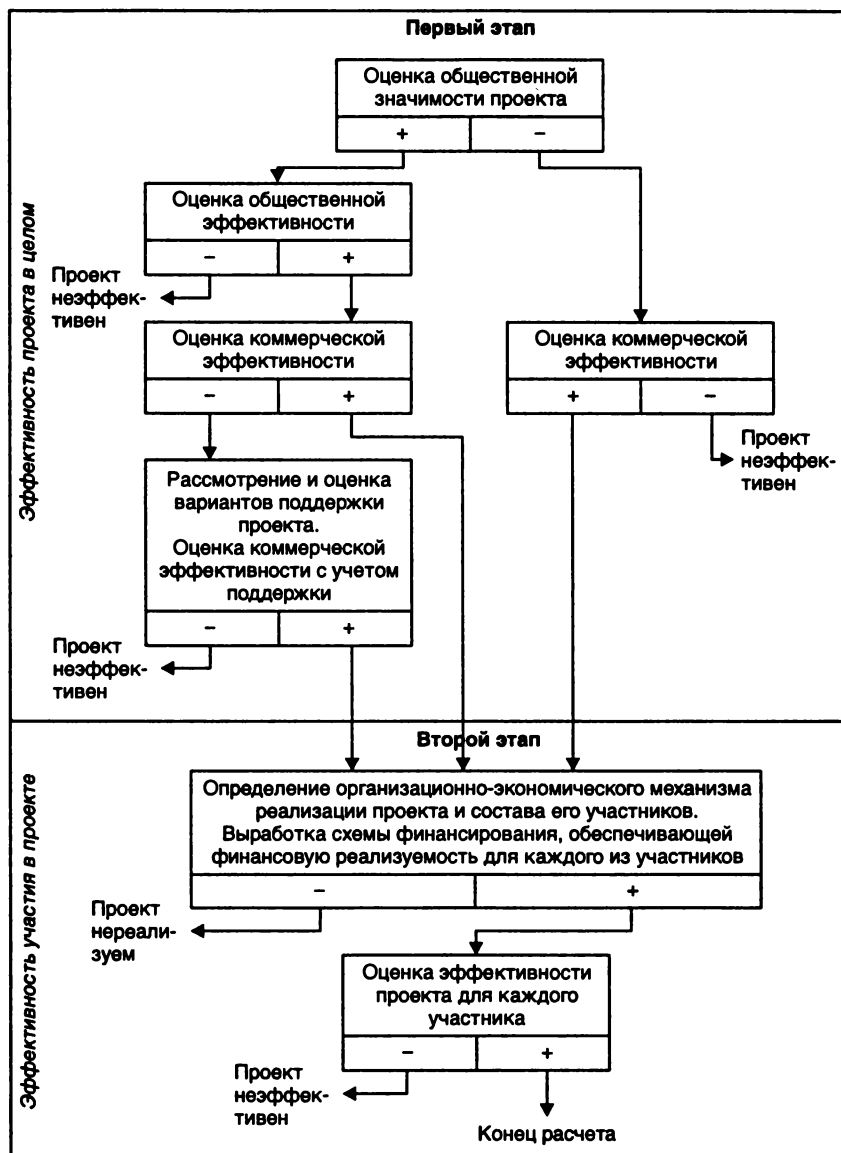 Первый этап
Оценка общественной
значимости проекта
+ −
Оценка общественной
эффективности
− +
Проект
неэффек-
тивен
Оценка коммерческой
эффективности
− +
Оценка коммерческой
эффективности
+ −
Проект
неэффек-
тивен
Рассмотрение и оценка
вариантов поддержки
проекта.
Оценка коммерческой
эффективности с учетом
поддержки
− +
Проект
неэффек-
тивен
Эффективность проекта в целом
Второй этап
Определение организационно-экономического механизма
реализации проекта и состава его участников.
Выработка схемы финансирования, обеспечивающей
финансовую реализуемость для каждого из участников
− +
Проект
нереали-
зуем
Оценка эффективности
проекта для каждого
участника
− +
Проект
неэффек-
тивен
Конец расчета
Эффективность участия в проекте